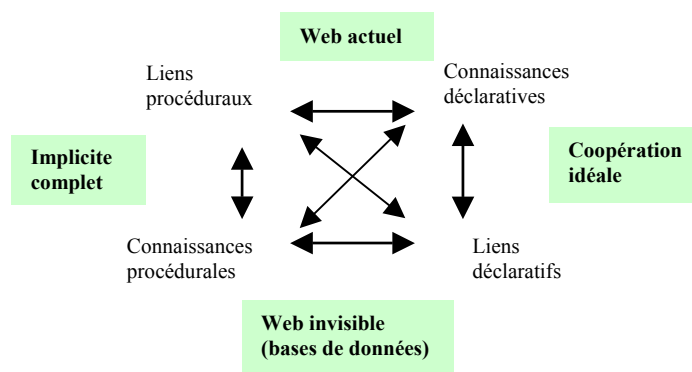 Web actuel
Liens
procéduraux
Connaissances
déclaratives
Implicite
complet
Coopération
idéale
Connaissances
procédurales
Liens
déclaratifs
Web invisible
(bases de données)